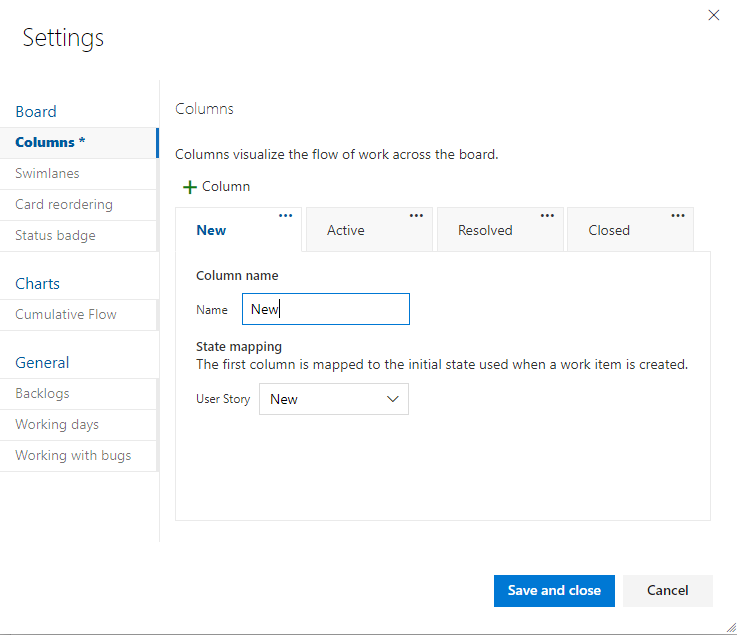 Settings
Board
Columns *
Swimlanes
Card reordering
Status badge
Charts
Cumulative Flow
General
Backlogs
Working days
Working with bugs
Columns
Columns visualize the flow of work across the board.
+ Column
New ... Active ... Resolved ... Closed ...
Column name
Name New
State mapping
The first column is mapped to the initial state used when a work item is created.
User Story New
Save and close Cancel